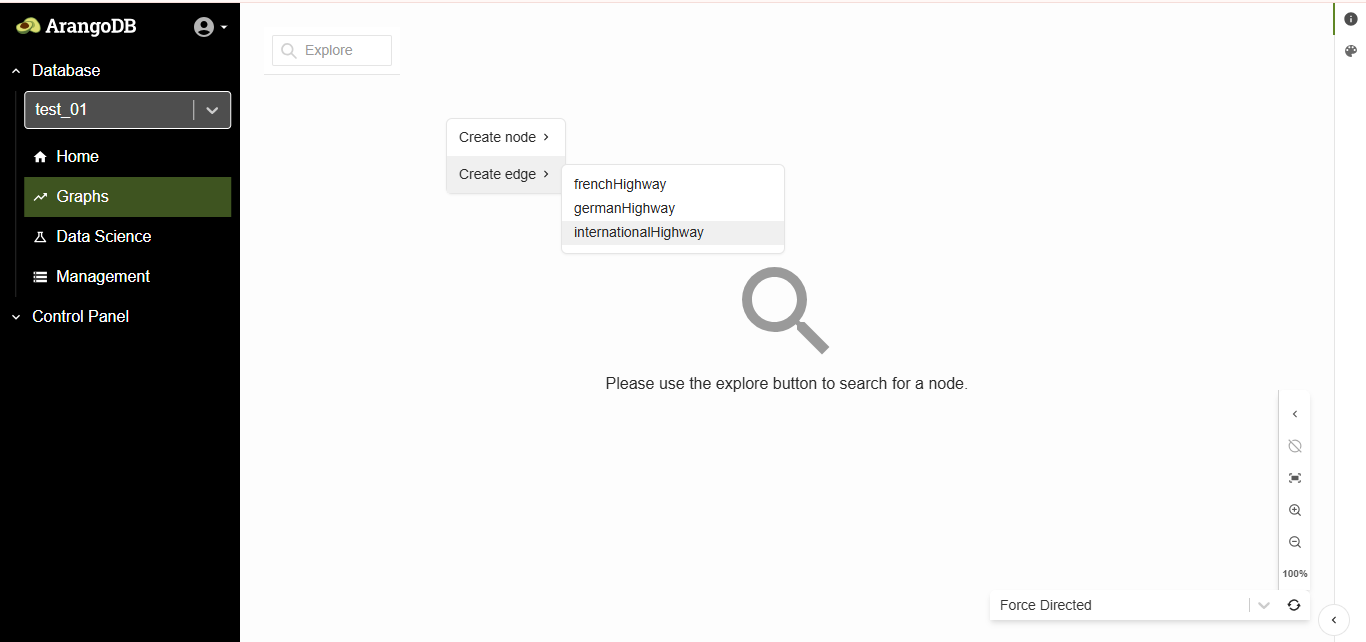 ArangoDB
Database
test_01
Home
Graphs
Data Science
Management
Control Panel
Explore
Create node
Create edge
frenchHighway
germanHighway
internationalHighway
Please use the explore button to search for a node.
100%
Force Directed